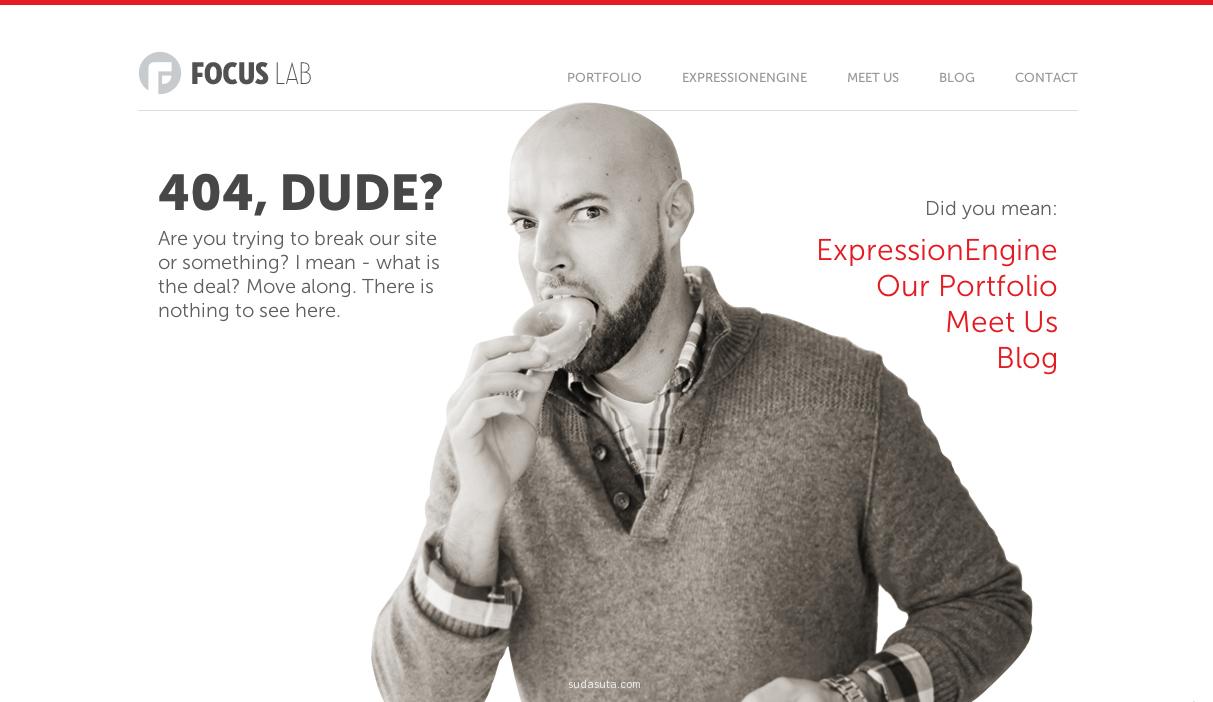 FOCUS LAB
PORTFOLIO EXPRESSIONENGINE MEET US BLOG CONTACT
404, DUDE?
Are you trying to break our site
or something? I mean - what is
the deal? Move along. There is
nothing to see here.
Did you mean:
ExpressionEngine
Our Portfolio
Meet Us
Blog
sudasuta.com